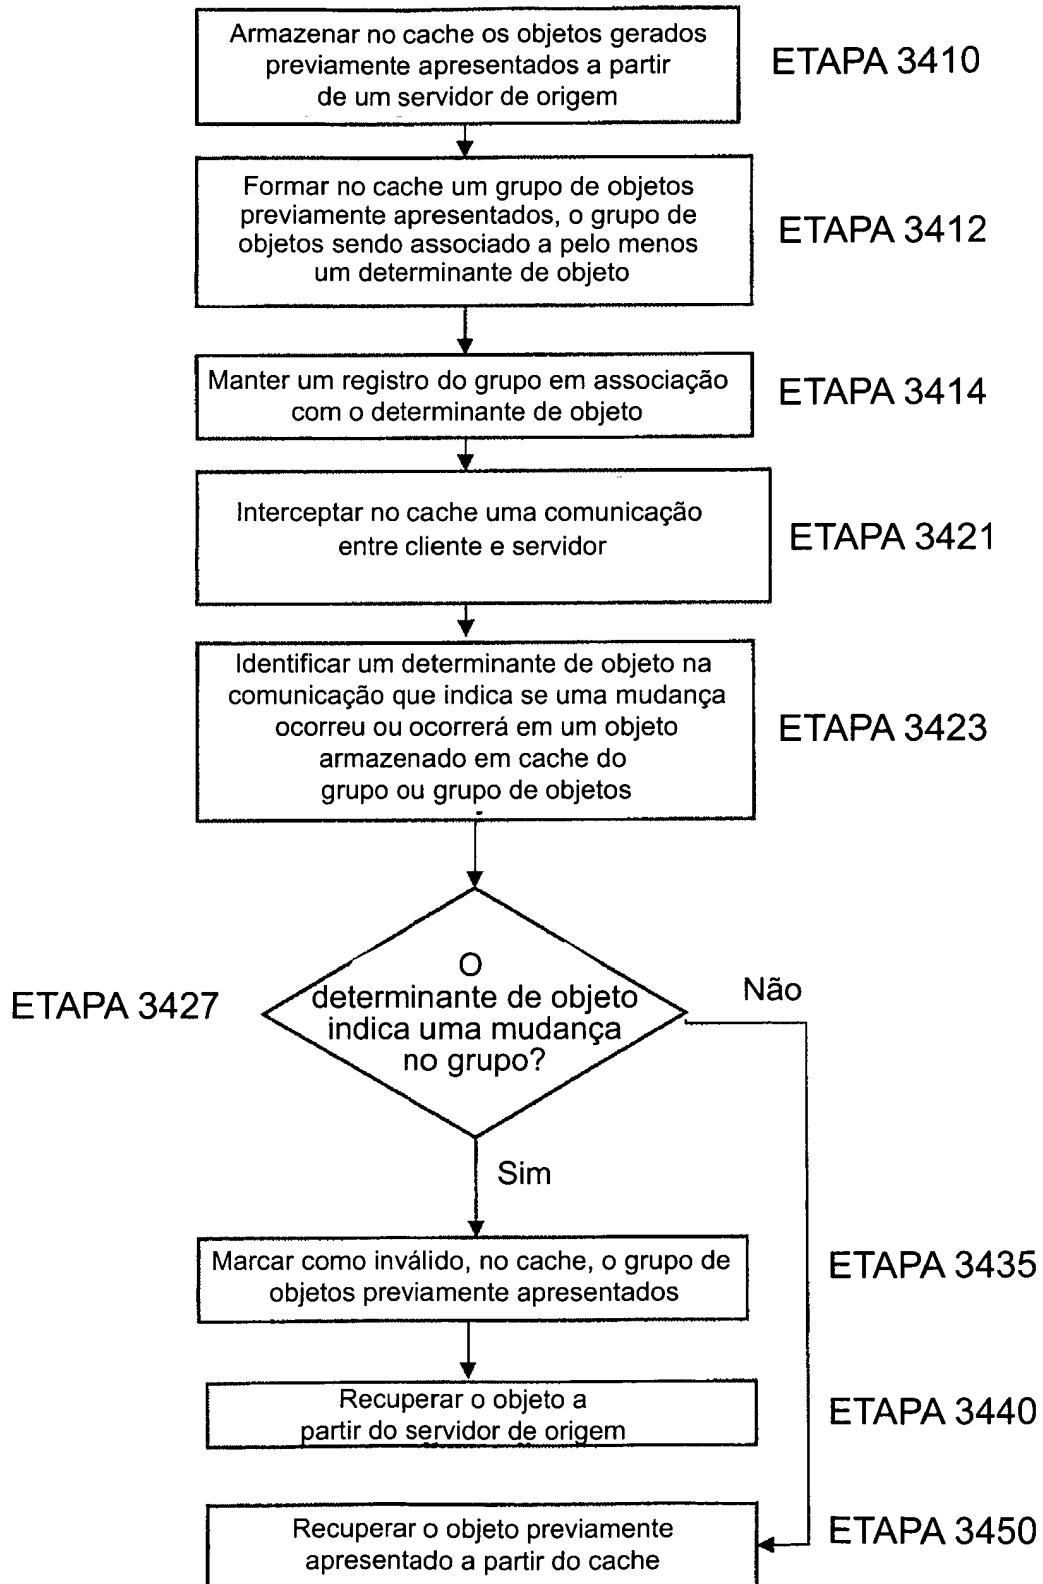 Armazenar no cache os objetos gerados
previamente apresentados a partir
de um servidor de origem
ETAPA 3410
Formar no cache um grupo de objetos
previamente apresentados, o grupo de
objetos sendo associado a pelo menos
um determinante de objeto
ETAPA 3412
Manter um registro do grupo em associação
com o determinante de objeto
ETAPA 3414
Interceptar no cache uma comunicação
entre cliente e servidor
ETAPA 3421
Identificar um determinante de objeto na
comunicação que indica se uma mudança
ocorreu ou ocorrerá em um objeto
armazenado em cache do
grupo ou grupo de objetos
ETAPA 3423
ETAPA 3427
O
determinante de objeto
indica uma mudança
no grupo?
Não
Sim
Marcar como inválido, no cache, o grupo de
objetos previamente apresentados
ETAPA 3435
Recuperar o objeto a
partir do servidor de origem
ETAPA 3440
Recuperar o objeto previamente
apresentado a partir do cache
ETAPA 3450